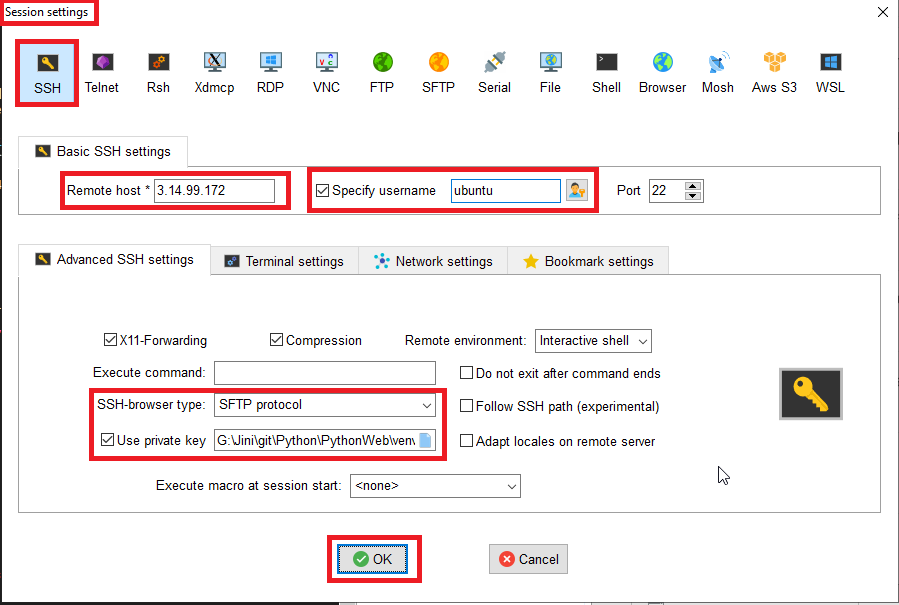 Session settings
SSH Telnet Rsh Xdmcp RDP VNC FTP SFTP Serial File Shell Browser Mosh Aws S3 WSL
Basic SSH settings
Remote host * 3.14.99.172 Specify username ubuntu Port 22
Advanced SSH settings Terminal settings Network settings Bookmark settings
X11-Forwarding Compression Remote environment: Interactive shell
Execute command: Do not exit after command ends
SSH-browser type: SFTP protocol Follow SSH path (experimental)
Use private key G:\Jini\git\Python\PythonWeb\venv Adapt locales on remote server
Execute macro at session start: <none>
OK Cancel